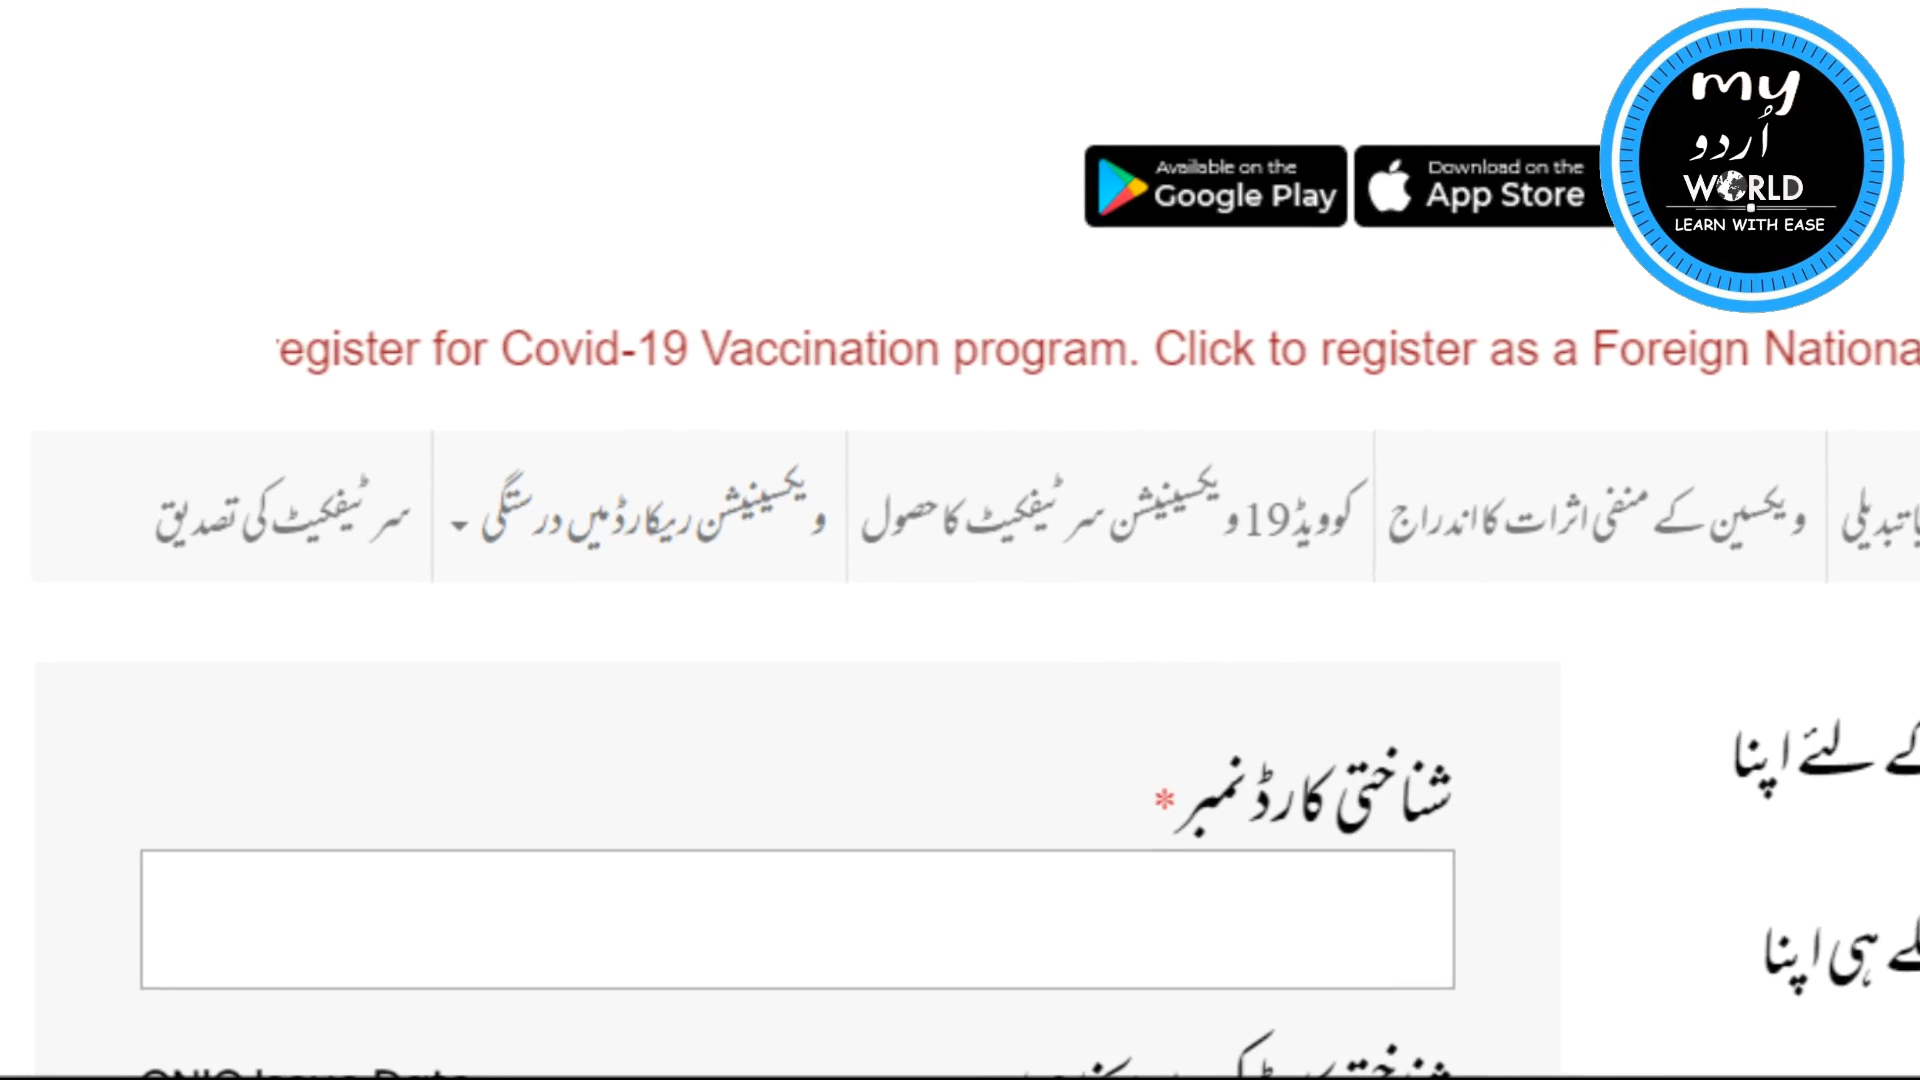 my
اُردو
WORLD
LEARN WITH EASE
Available on the
Google Play
Download on the
App Store
egister for Covid-19 Vaccination program. Click to register as a Foreign Nationa
تبدیلی
ویکسین کے منفی اثرات کا اندراج
کوویڈ19 ویکسینیشن سرٹیفکیٹ کا حصول
ویکسینیشن ریکارڈ میں درستگی
سرٹیفکیٹ کی تصدیق
کے لئے اپنا
شناختی کارڈ نمبر *
ہی اپنا